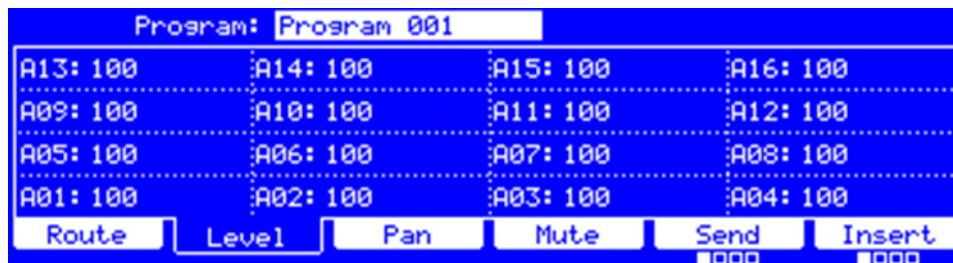 Program: Program 001
A13: 100 A14: 100 A15: 100 A16: 100
A09: 100 A10: 100 A11: 100 A12: 100
A05: 100 A06: 100 A07: 100 A08: 100
A01: 100 A02: 100 A03: 100 A04: 100
Route Level Pan Mute Send Insert